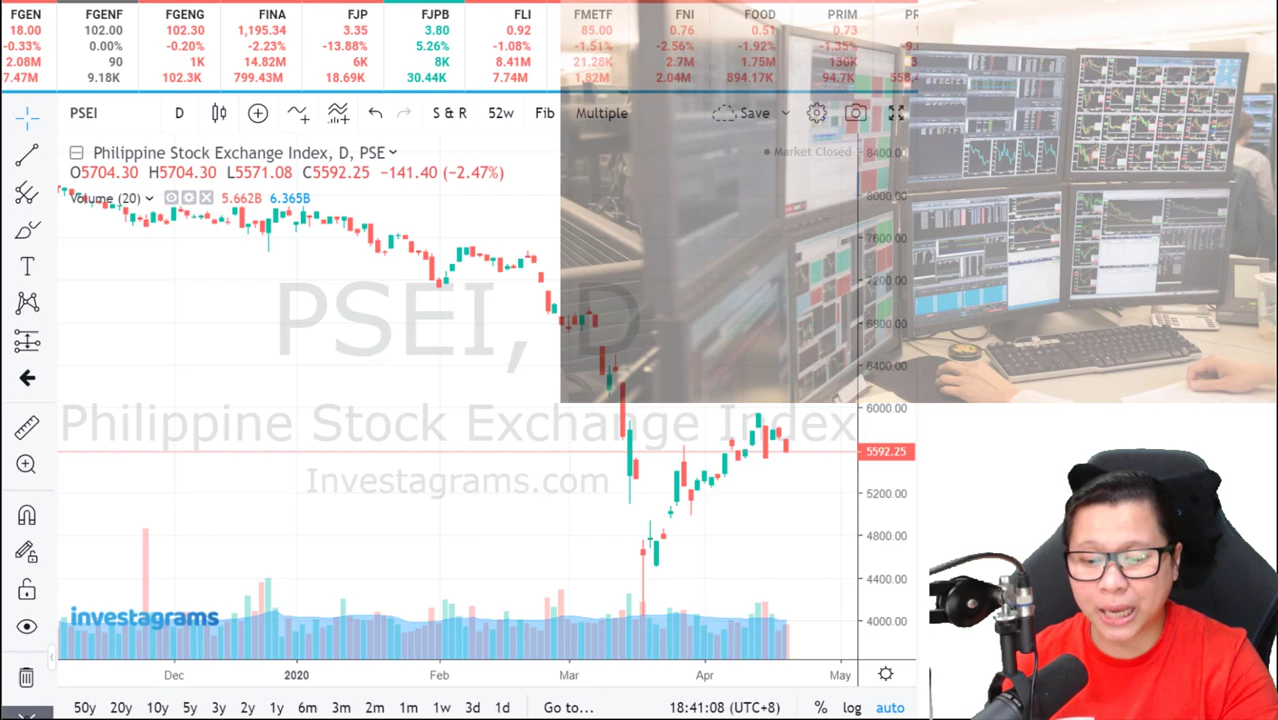 FGEN FGENF FGENG FINA FJP FJPB FLI FMETF FNI FOOD PRIM PR
18.00 102.00 102.30 1,195.34 3.35 3.80 0.92 85.00 0.76 0.51 0.73
-0.33% 0.00% -0.20% -2.23% -13.88% 5.26% -1.08% -1.51% -2.56% -1.92% -1.35%
2.08M 90 1K 14.82M 6K 8K 8.41M 21.28K 2.7M 1.75M 130K
7.47M 9.18K 102.3K 799.43M 18.69K 30.44K 7.74M 1.82M 2.04M 894.17K 94.7K
PSEI D S & R 52w Fib Multiple Save
Philippine Stock Exchange Index, D, PSE
Market Closed
O5704.30 H5704.30 L5571.08 C5592.25 −141.40 (−2.47%)
Volume (20) 5.662B 6.365B
8400.00
8000.00
7600.00
7200.00
6800.00
6400.00
6000.00
5592.25
5200.00
4800.00
4400.00
4000.00
PSEI, D
Philippine Stock Exchange Index
Investagrams.com
investagrams
Dec 2020 Feb Mar Apr May
50y 20y 10y 5y 3y 2y 1y 6m 3m 2m 1m 1w 3d 1d Go to... 18:41:08 (UTC+8) % log auto